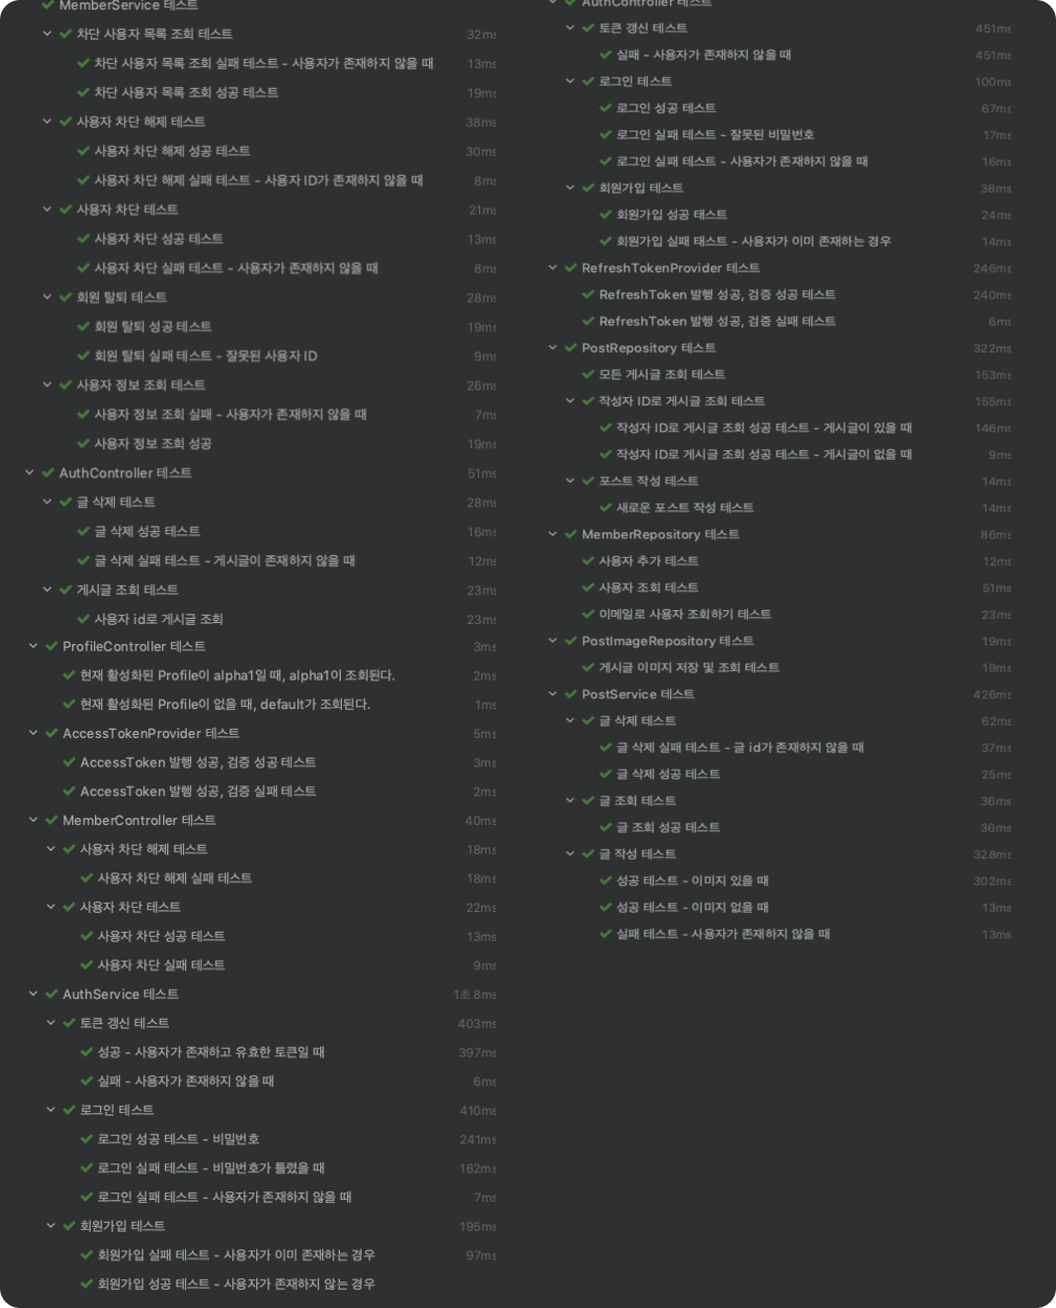 MemberService 테스트
차단 사용자 목록 조회 테스트 32ms
차단 사용자 목록 조회 실패 테스트 - 사용자가 존재하지 않을 때 13ms
차단 사용자 목록 조회 성공 테스트 19ms
사용자 차단 해제 테스트 38ms
사용자 차단 해제 성공 테스트 30ms
사용자 차단 해제 실패 테스트 - 사용자 ID가 존재하지 않을 때 8ms
사용자 차단 테스트 21ms
사용자 차단 성공 테스트 13ms
사용자 차단 실패 테스트 - 사용자가 존재하지 않을 때 8ms
회원 탈퇴 테스트 28ms
회원 탈퇴 성공 테스트 19ms
회원 탈퇴 실패 테스트 - 잘못된 사용자 ID 9ms
사용자 정보 조회 테스트 26ms
사용자 정보 조회 실패 - 사용자가 존재하지 않을 때 7ms
사용자 정보 조회 성공 19ms
AuthController 테스트 51ms
글 삭제 테스트 28ms
글 삭제 성공 테스트 16ms
글 삭제 실패 테스트 - 게시글이 존재하지 않을 때 12ms
게시글 조회 테스트 23ms
사용자 id로 게시글 조회 23ms
ProfileController 테스트 3ms
현재 활성화된 Profile이 alpha1일 때, alpha1이 조회된다. 2ms
현재 활성화된 Profile이 없을 때, default가 조회된다. 1ms
AccessTokenProvider 테스트 5ms
AccessToken 발행 성공, 검증 성공 테스트 3ms
AccessToken 발행 성공, 검증 실패 테스트 2ms
MemberController 테스트 40ms
사용자 차단 해제 테스트 18ms
사용자 차단 해제 실패 테스트 18ms
사용자 차단 테스트 22ms
사용자 차단 성공 테스트 13ms
사용자 차단 실패 테스트 9ms
AuthService 테스트 1초 8ms
토큰 갱신 테스트 403ms
성공 - 사용자가 존재하고 유효한 토큰일 때 397ms
실패 - 사용자가 존재하지 않을 때 6ms
로그인 테스트 410ms
로그인 성공 테스트 - 비밀번호 241ms
로그인 실패 테스트 - 비밀번호가 틀렸을 때 162ms
로그인 실패 테스트 - 사용자가 존재하지 않을 때 7ms
회원가입 테스트 195ms
회원가입 실패 테스트 - 사용자가 이미 존재하는 경우 97ms
회원가입 성공 테스트 - 사용자가 존재하지 않는 경우
AuthController 테스트
토큰 갱신 테스트 451ms
실패 - 사용자가 존재하지 않을 때 451ms
로그인 테스트 100ms
로그인 성공 테스트 67ms
로그인 실패 테스트 - 잘못된 비밀번호 17ms
로그인 실패 테스트 - 사용자가 존재하지 않을 때 16ms
회원가입 테스트 38ms
회원가입 성공 태스트 24ms
회원가입 실패 태스트 - 사용자가 이미 존재하는 경우 14ms
RefreshTokenProvider 테스트 246ms
RefreshToken 발행 성공, 검증 성공 테스트 240ms
RefreshToken 발행 성공, 검증 실패 테스트 6ms
PostRepository 테스트 322ms
모든 게시글 조회 테스트 153ms
작성자 ID로 게시글 조회 테스트 155ms
작성자 ID로 게시글 조회 성공 테스트 - 게시글이 있을 때 146ms
작성자 ID로 게시글 조회 성공 테스트 - 게시글이 없을 때 9ms
포스트 작성 테스트 14ms
새로운 포스트 작성 테스트 14ms
MemberRepository 테스트 86ms
사용자 추가 테스트 12ms
사용자 조회 테스트 51ms
이메일로 사용자 조회하기 테스트 23ms
PostImageRepository 테스트 19ms
게시글 이미지 저장 및 조회 테스트 19ms
PostService 테스트 426ms
글 삭제 테스트 62ms
글 삭제 실패 테스트 - 글 id가 존재하지 않을 때 37ms
글 삭제 성공 테스트 25ms
글 조회 테스트 36ms
글 조회 성공 테스트 36ms
글 작성 테스트 328ms
성공 테스트 - 이미지 있을 때 302ms
성공 테스트 - 이미지 없을 때 13ms
실패 테스트 - 사용자가 존재하지 않을 때 13ms